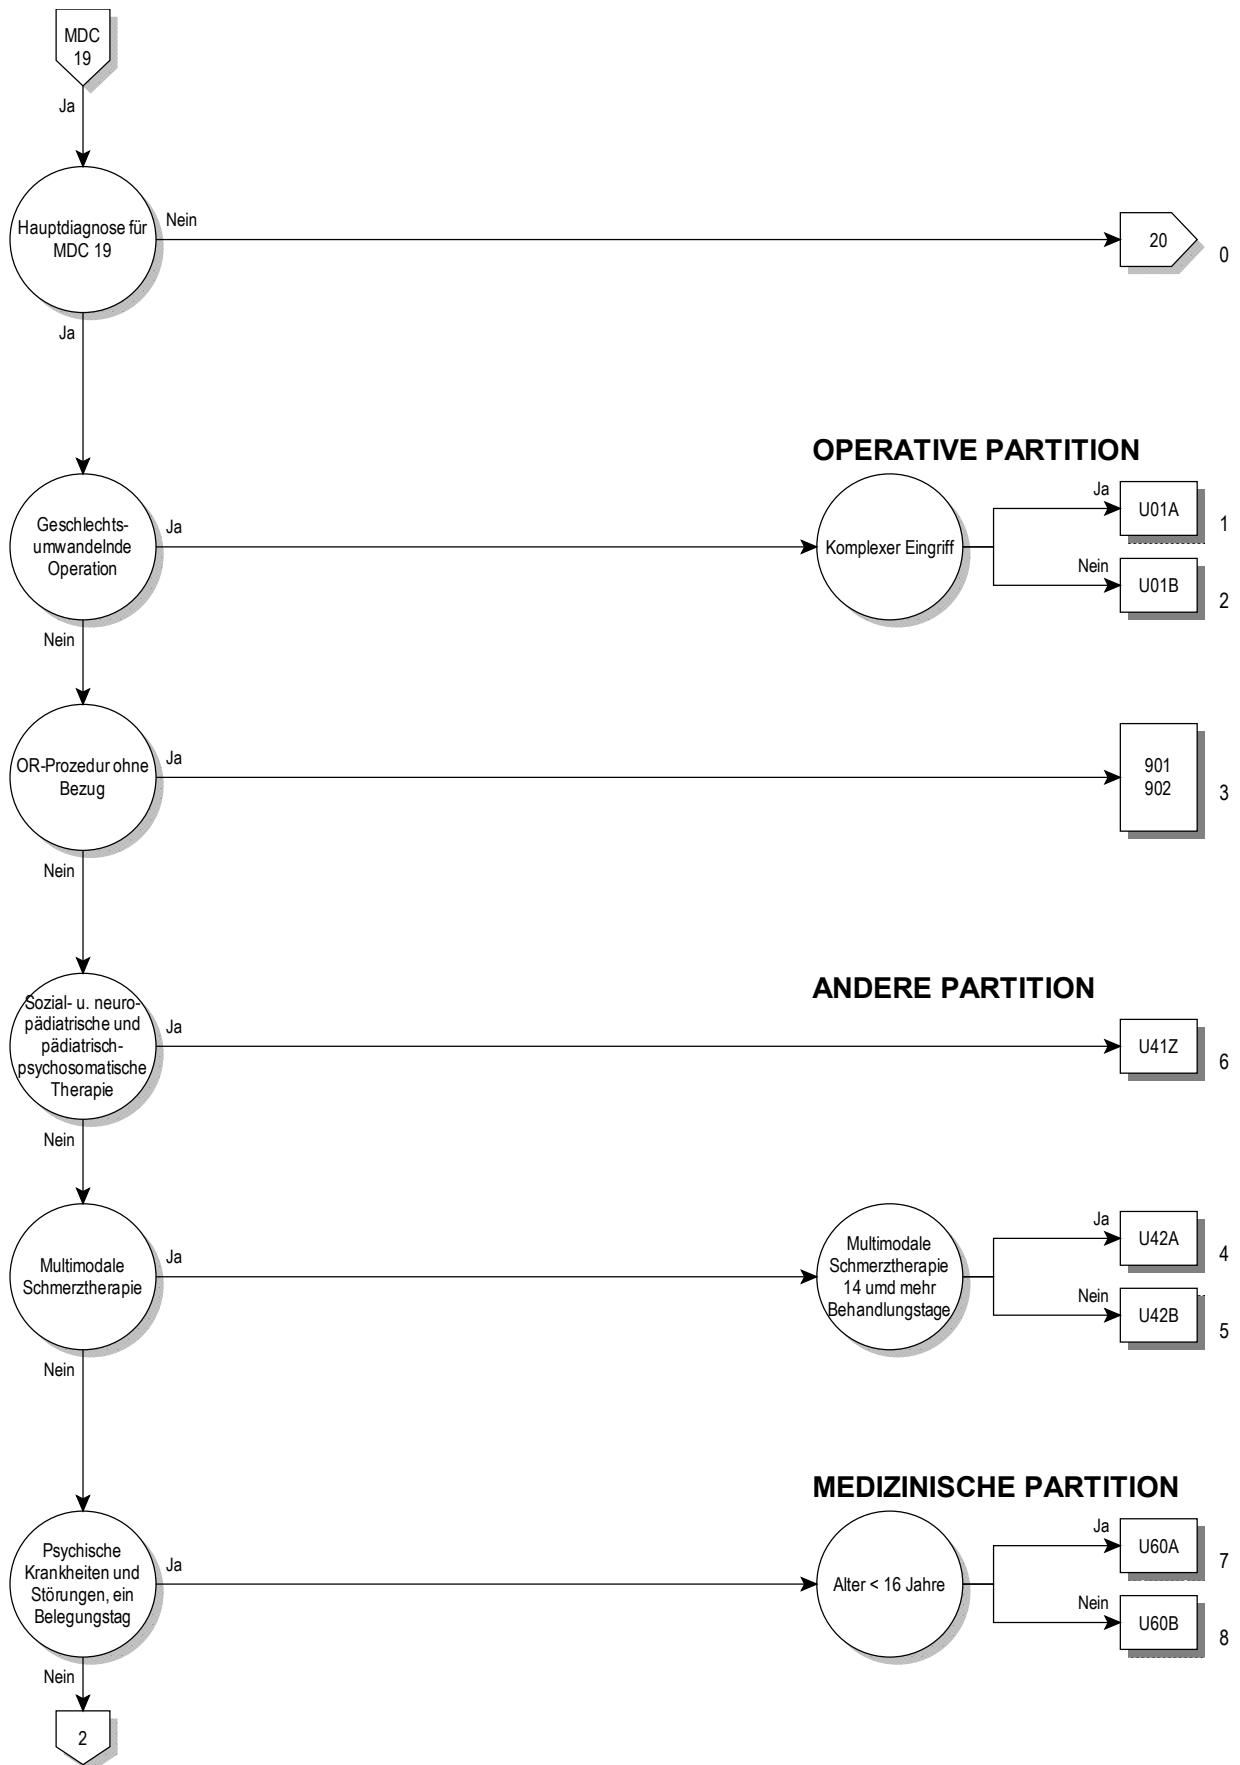 MDC
19
Ja
Hauptdiagnose für
MDC 19
Nein
20
0
Ja
OPERATIVE PARTITION
Geschlechts-
umwandelnde
Operation
Ja
Komplexer Eingriff
Ja
U01A
1
Nein
U01B
2
Nein
OR-Prozedur ohne
Bezug
Ja
901
902
3
Nein
ANDERE PARTITION
Sozial- u. neuro-
pädiatrische und
pädiatrisch-
psychosomatische
Therapie
Ja
U41Z
6
Nein
Multimodale
Schmerztherapie
Ja
Multimodale
Schmerztherapie
14 umd mehr
Behandlungstage
Ja
U42A
4
Nein
U42B
5
Nein
MEDIZINISCHE PARTITION
Psychische
Krankheiten und
Störungen, ein
Belegungstag
Ja
Alter < 16 Jahre
Ja
U60A
7
Nein
U60B
8
Nein
2